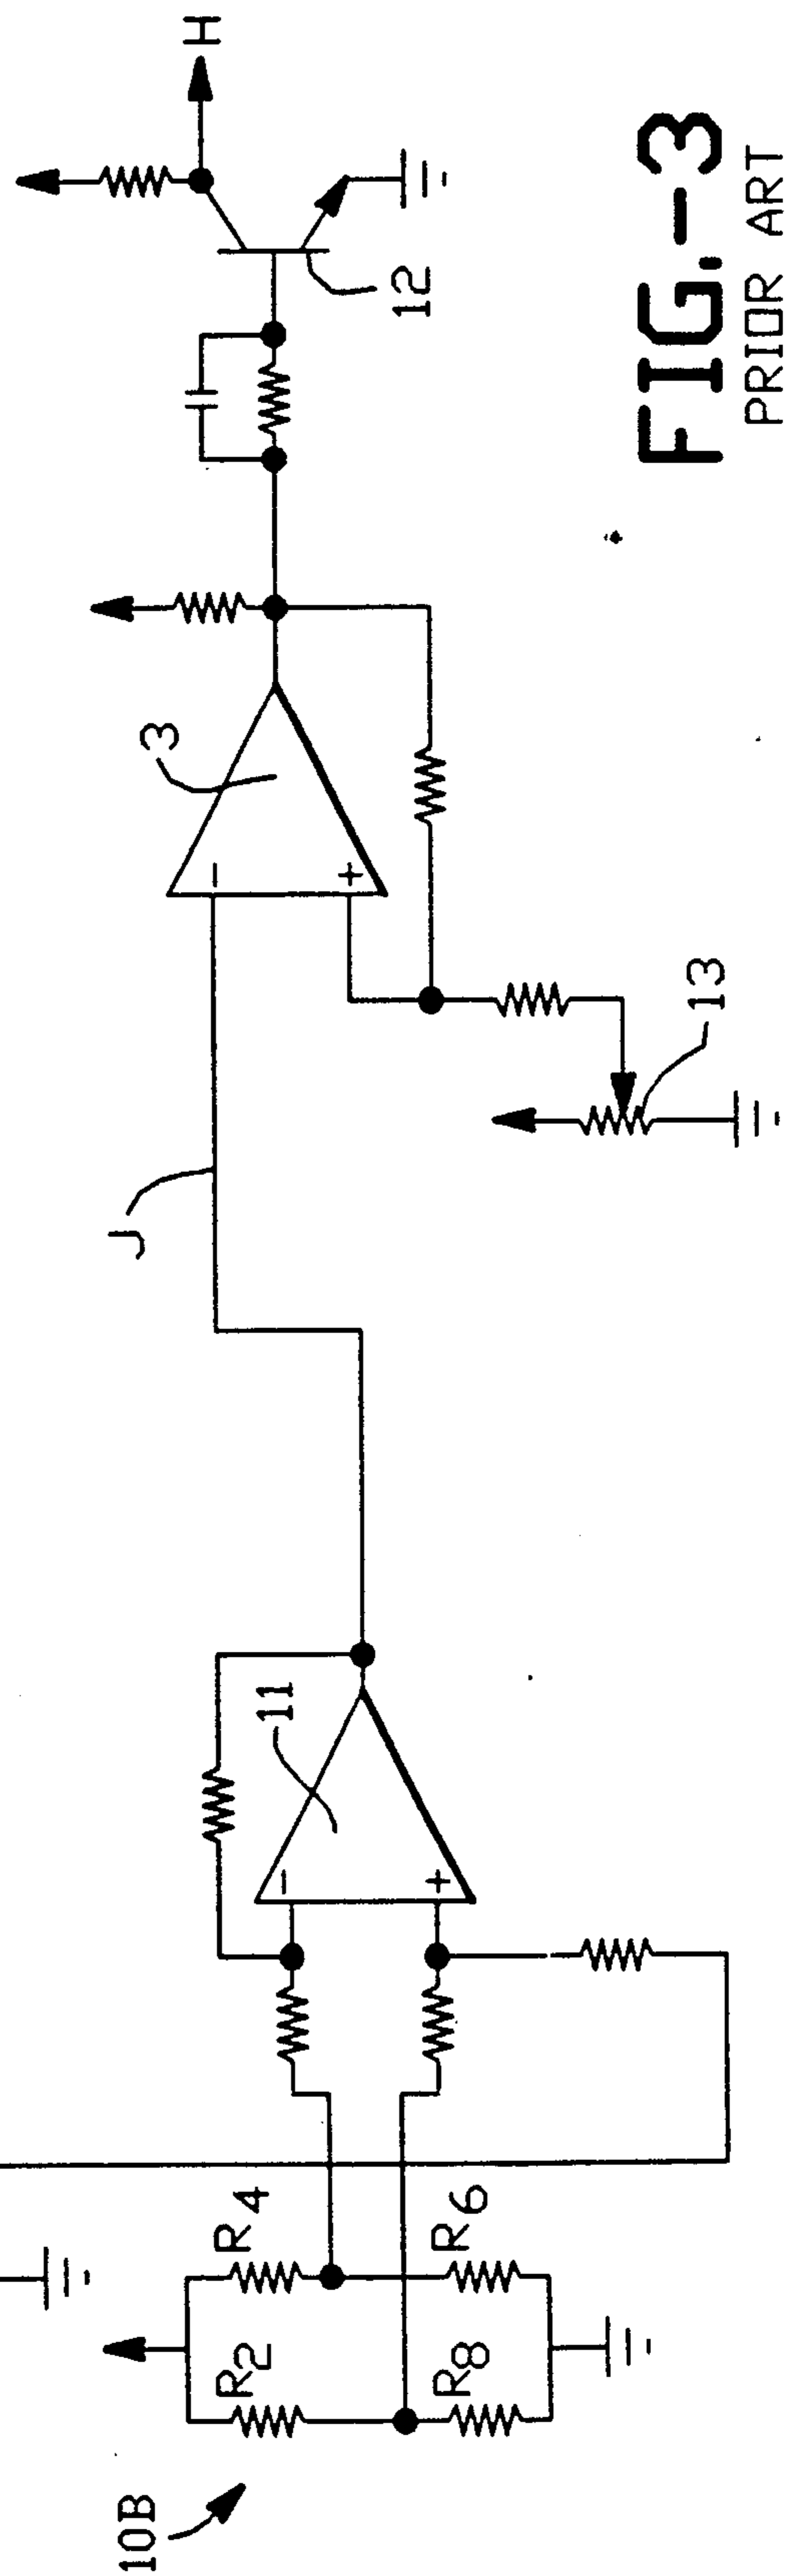 10B
R2
R4
R8
R6
11
-
+
J
3
-
+
13
12
H
FIG.-3
PRIOR ART